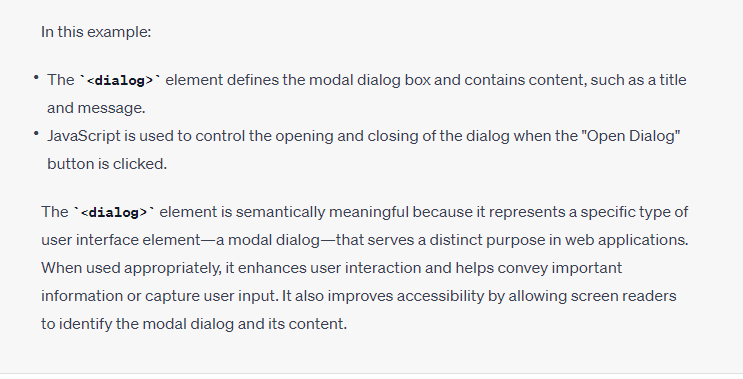 In this example:
• The `<dialog>` element defines the modal dialog box and contains content, such as a title
and message.
• JavaScript is used to control the opening and closing of the dialog when the "Open Dialog"
button is clicked.
The `<dialog>` element is semantically meaningful because it represents a specific type of
user interface element—a modal dialog—that serves a distinct purpose in web applications.
When used appropriately, it enhances user interaction and helps convey important
information or capture user input. It also improves accessibility by allowing screen readers
to identify the modal dialog and its content.